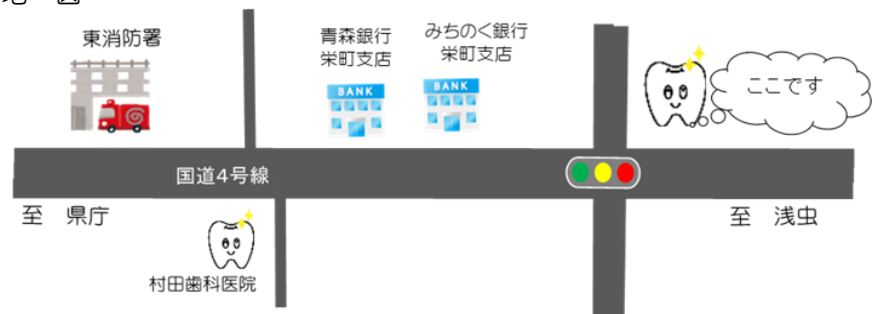 東消防署
青森銀行
栄町支店
みちのく銀行
栄町支店
ここです
BANK
BANK
国道4号線
至 県庁
至 浅虫
村田歯科医院